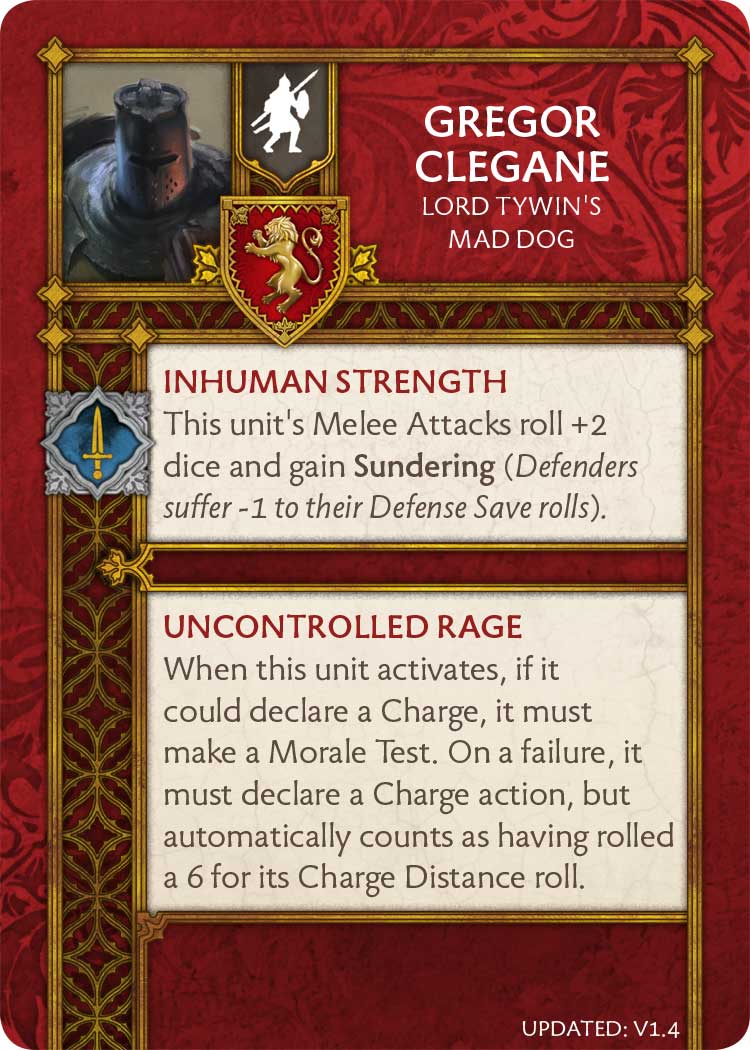 GREGOR
CLEGANE
LORD TYWIN'S
MAD DOG
INHUMAN STRENGTH
This unit's Melee Attacks roll +2
dice and gain Sundering (Defenders
suffer -1 to their Defense Save rolls).
UNCONTROLLED RAGE
When this unit activates, if it
could declare a Charge, it must
make a Morale Test. On a failure, it
must declare a Charge action, but
automatically counts as having rolled
a 6 for its Charge Distance roll.
UPDATED: V1.4